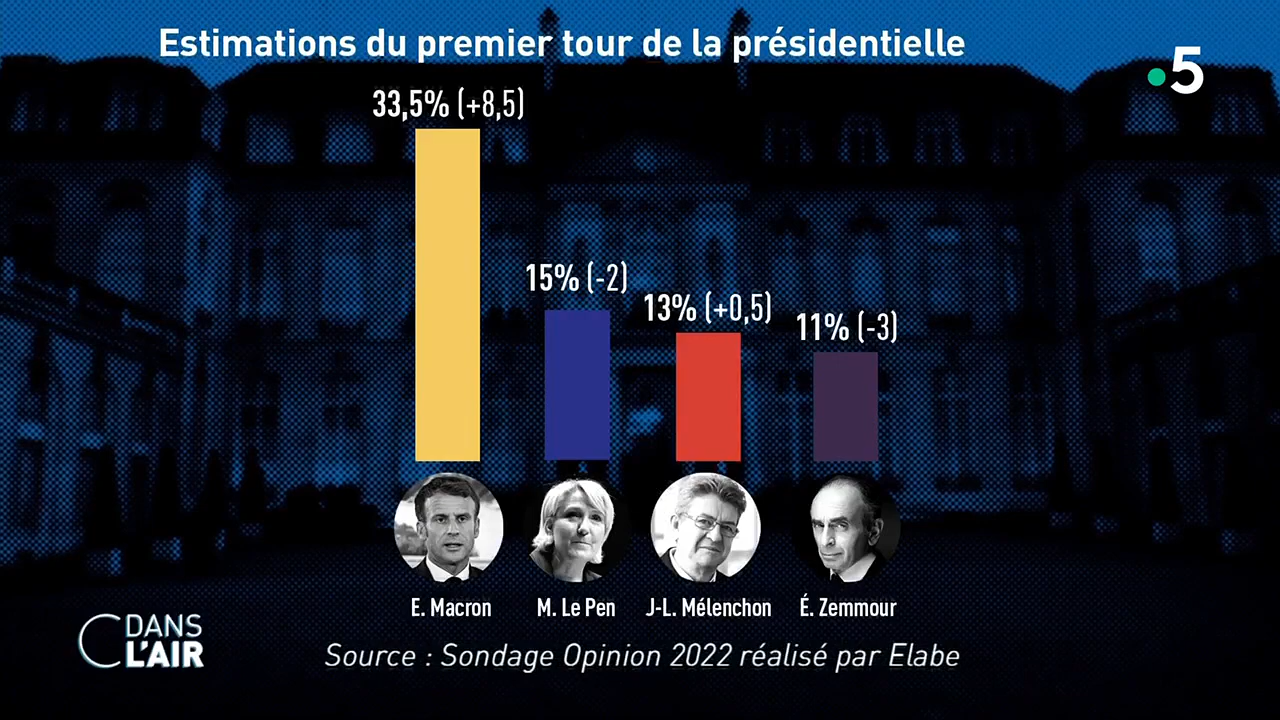 Estimations du premier tour de la présidentielle
5
33,5% (+8,5)
15% (-2)
13% (+0,5)
11% (-3)
E. Macron
M. Le Pen
J-L. Mélenchon
É. Zemmour
C DANS
L'AIR
Source : Sondage Opinion 2022 réalisé par Elabe